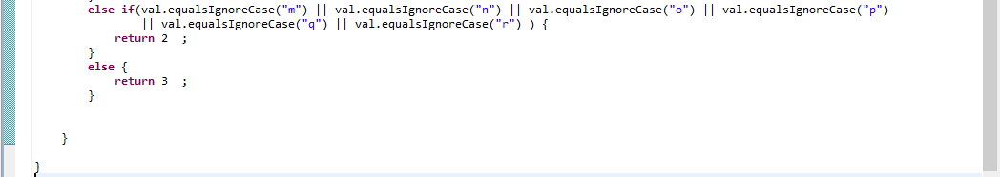 else if(val.equalsIgnoreCase("m") || val.equalsIgnoreCase("n") || val.equalsIgnoreCase("o") || val.equalsIgnoreCase("p")
|| val.equalsIgnoreCase("q") || val.equalsIgnoreCase("r") ) {
return 2  ;
}
else {
return 3  ;
}
}
}